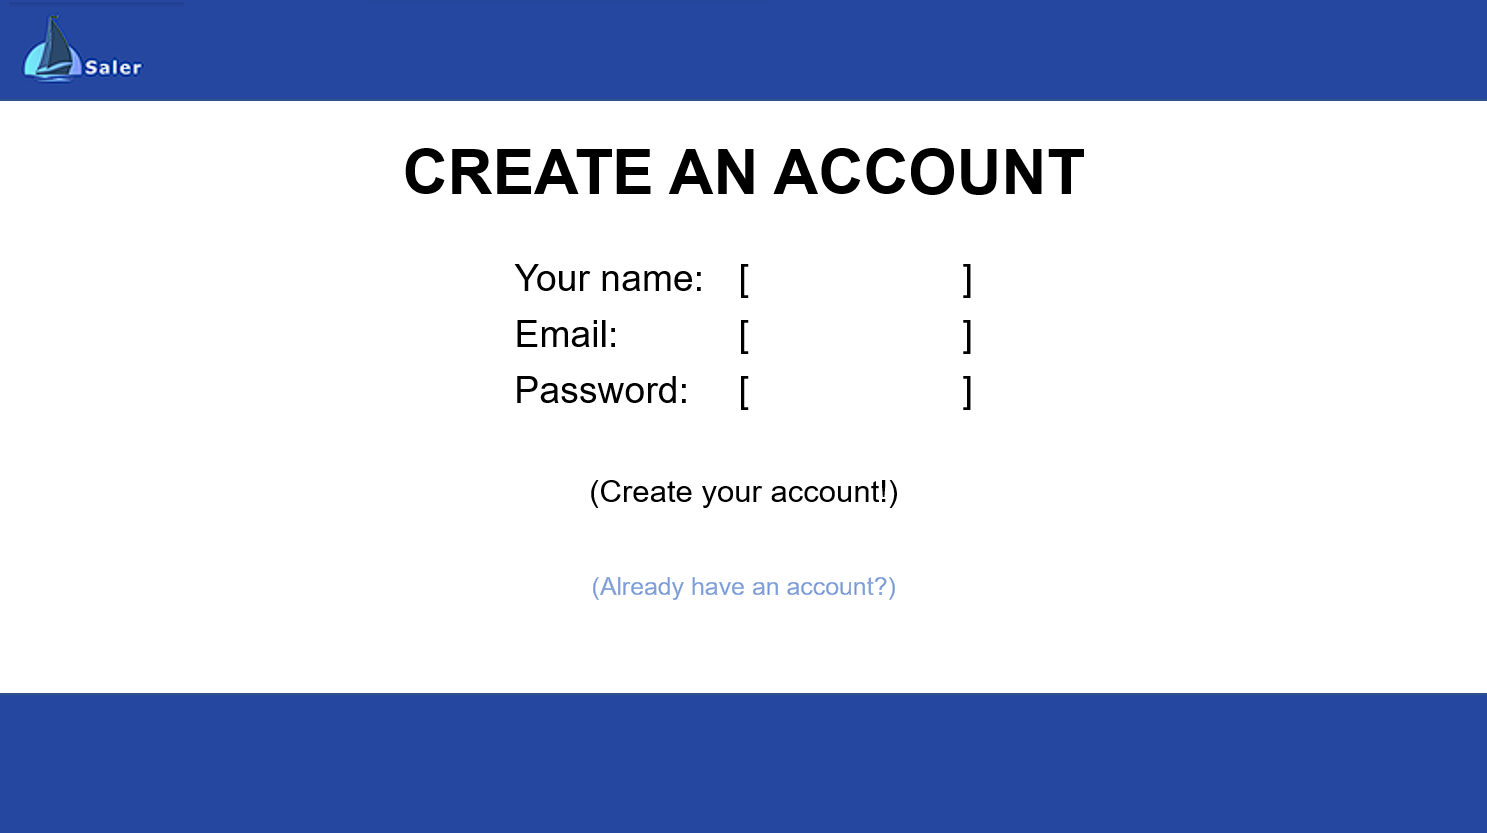 Saler
CREATE AN ACCOUNT
Your name: [ ]
Email: [ ]
Password: [ ]
(Create your account!)
(Already have an account?)